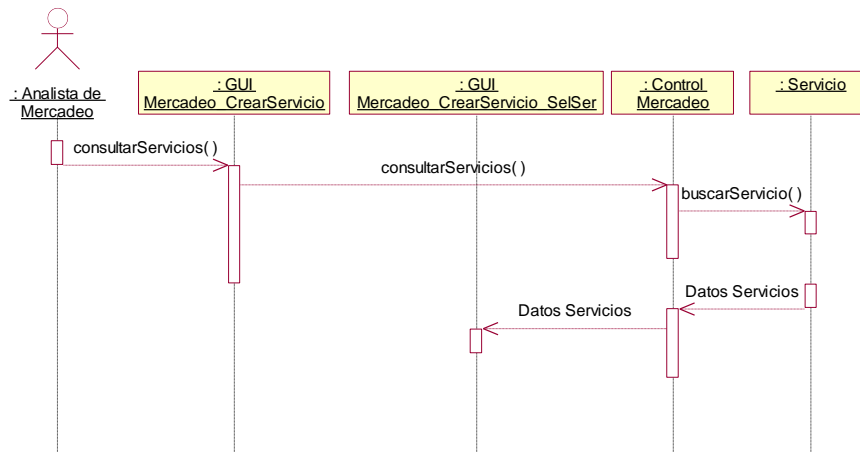 : Analista de
Mercadeo
: GUI
Mercadeo_CrearServicio
: GUI
Mercadeo_CrearServicio_SelSer
: Control
Mercadeo
: Servicio
consultarServicios( )
consultarServicios( )
buscarServicio( )
Datos Servicios
Datos Servicios